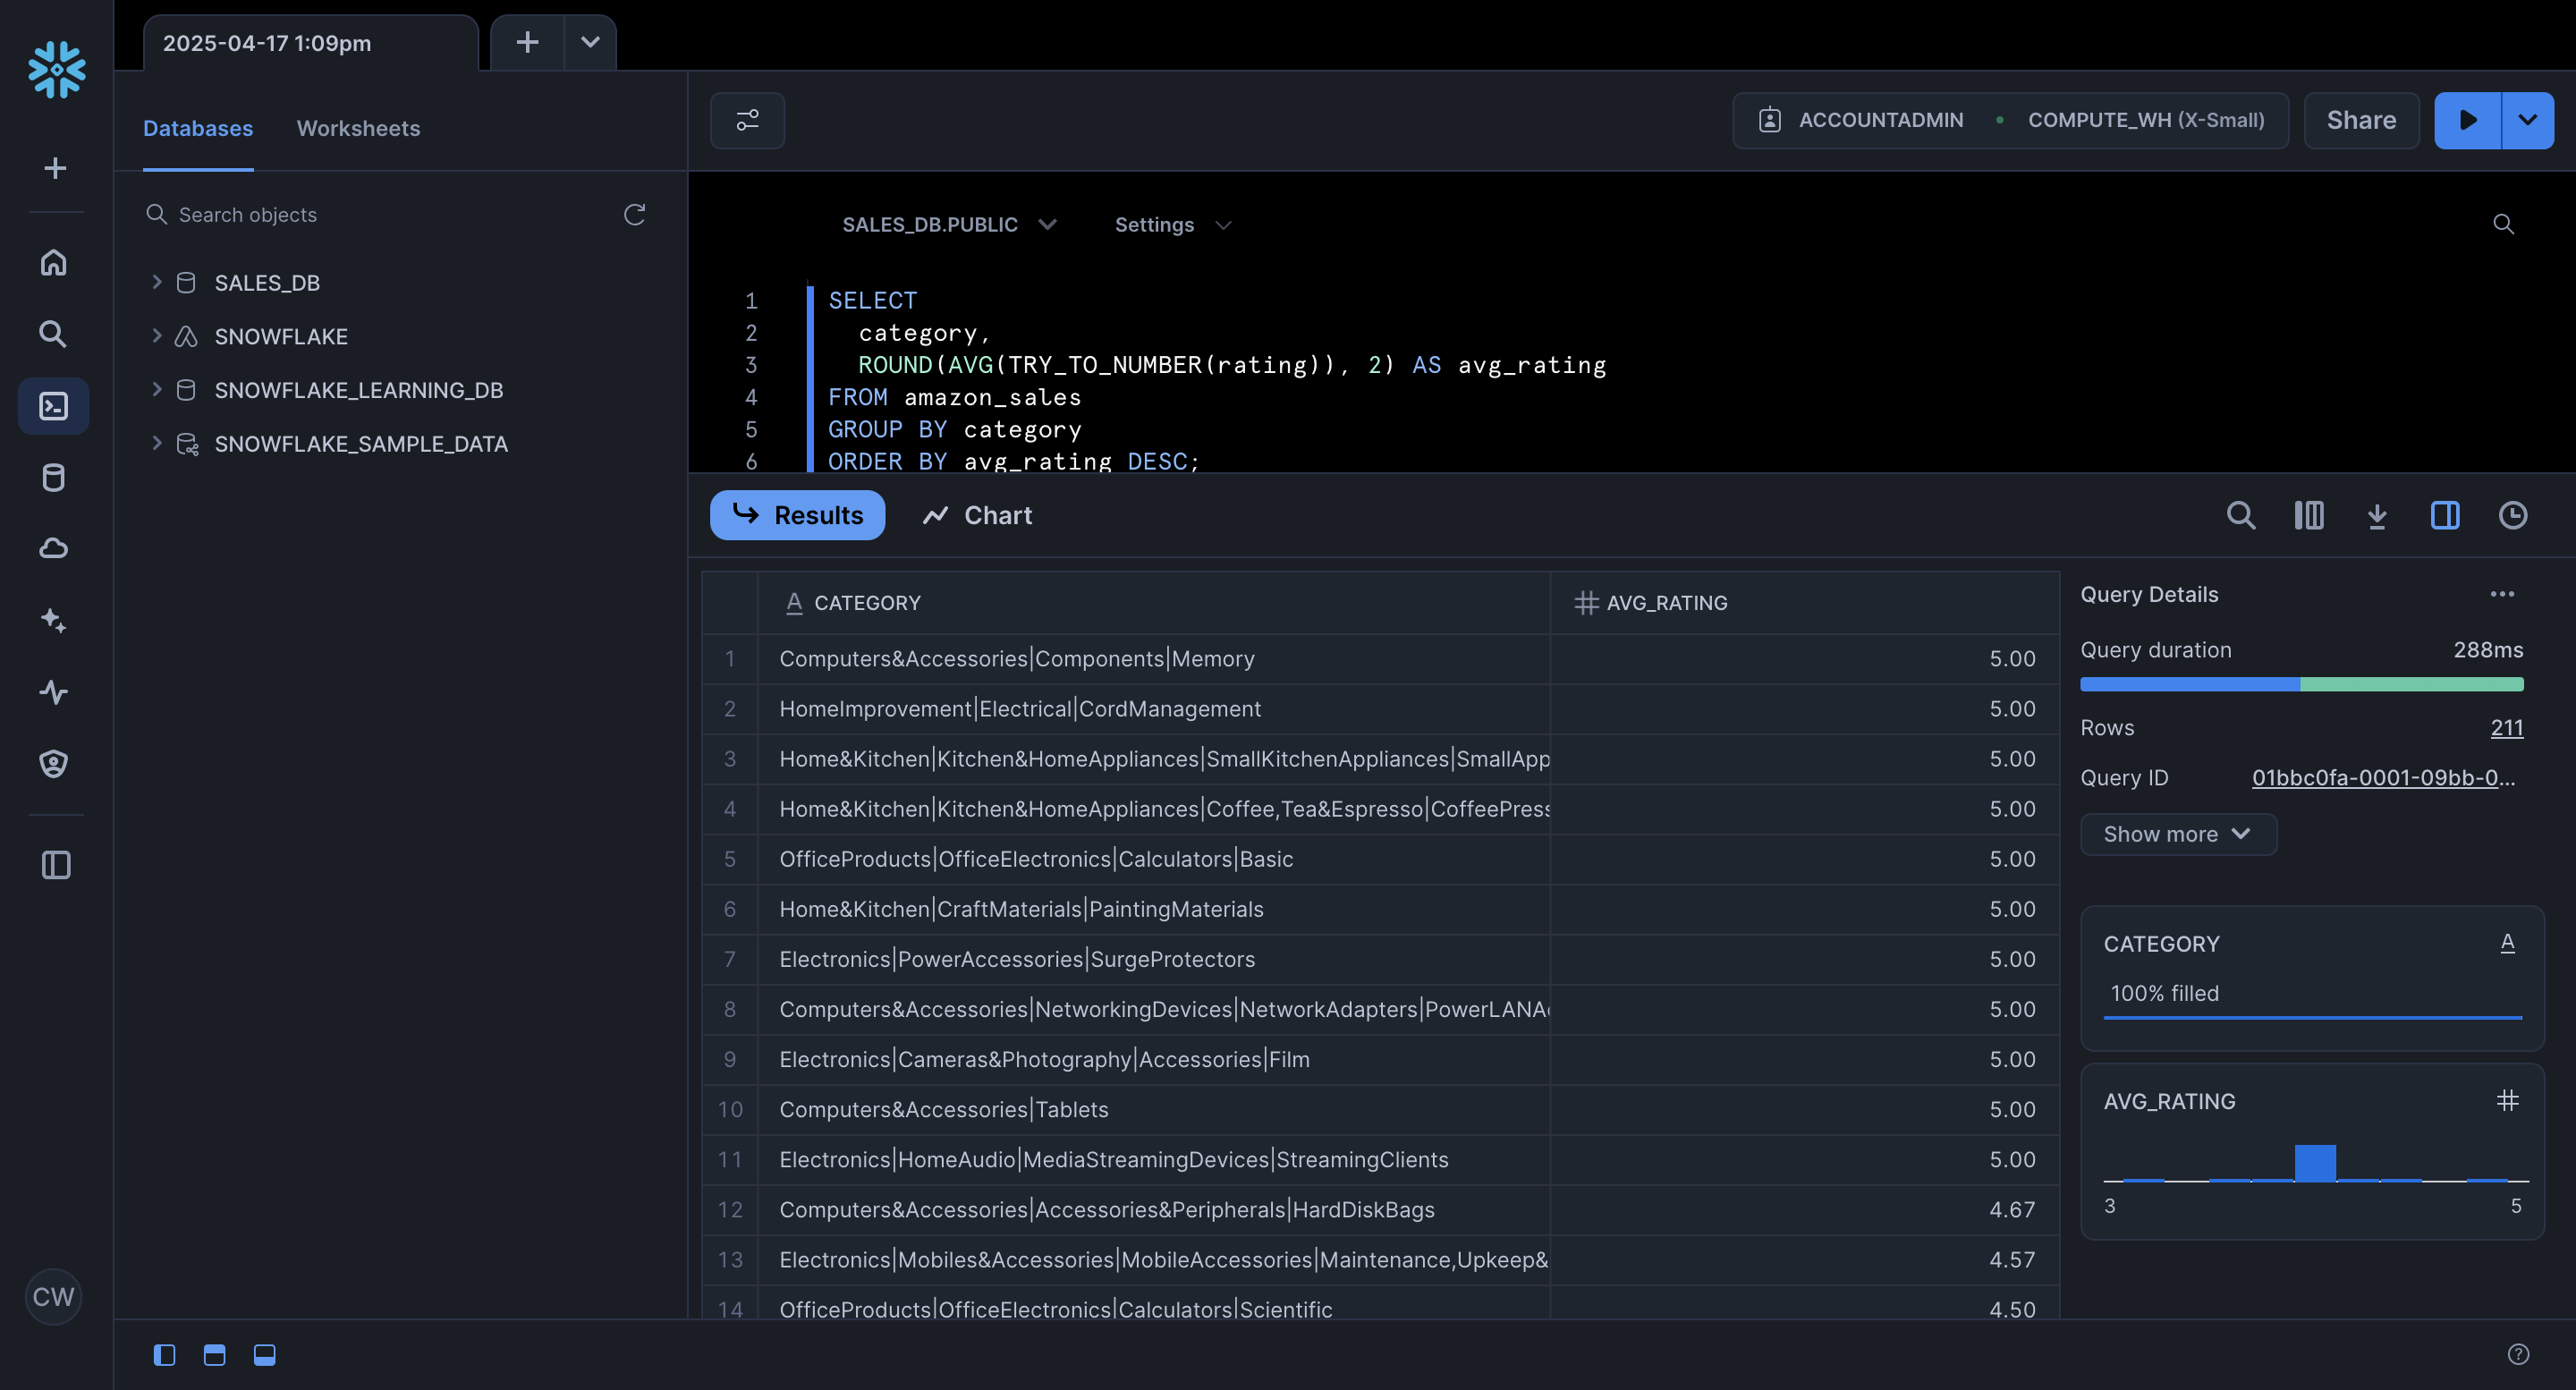 2025-04-17 1:09pm
Databases Worksheets
ACCOUNTADMIN COMPUTE_WH (X-Small) Share
Search objects
SALES_DB
SNOWFLAKE
SNOWFLAKE_LEARNING_DB
SNOWFLAKE_SAMPLE_DATA
CW
SALES_DB.PUBLIC Settings
1 SELECT
2 category,
3 ROUND(AVG(TRY_TO_NUMBER(rating)), 2) AS avg_rating
4 FROM amazon_sales
5 GROUP BY category
6 ORDER BY avg_rating DESC;
Results Chart
CATEGORY AVG_RATING
1 Computers&Accessories|Components|Memory 5.00
2 HomeImprovement|Electrical|CordManagement 5.00
3 Home&Kitchen|Kitchen&HomeAppliances|SmallKitchenAppliances|SmallApp 5.00
4 Home&Kitchen|Kitchen&HomeAppliances|Coffee,Tea&Espresso|CoffeePress 5.00
5 OfficeProducts|OfficeElectronics|Calculators|Basic 5.00
6 Home&Kitchen|CraftMaterials|PaintingMaterials 5.00
7 Electronics|PowerAccessories|SurgeProtectors 5.00
8 Computers&Accessories|NetworkingDevices|NetworkAdapters|PowerLANA 5.00
9 Electronics|Cameras&Photography|Accessories|Film 5.00
10 Computers&Accessories|Tablets 5.00
11 Electronics|HomeAudio|MediaStreamingDevices|StreamingClients 5.00
12 Computers&Accessories|Accessories&Peripherals|HardDiskBags 4.67
13 Electronics|Mobiles&Accessories|MobileAccessories|Maintenance,Upkeep& 4.57
14 OfficeProducts|OfficeElectronics|Calculators|Scientific 4.50
Query Details
Query duration 288ms
Rows 211
Query ID 01bbc0fa-0001-09bb-0...
Show more
CATEGORY A
100% filled
AVG_RATING #
3 5